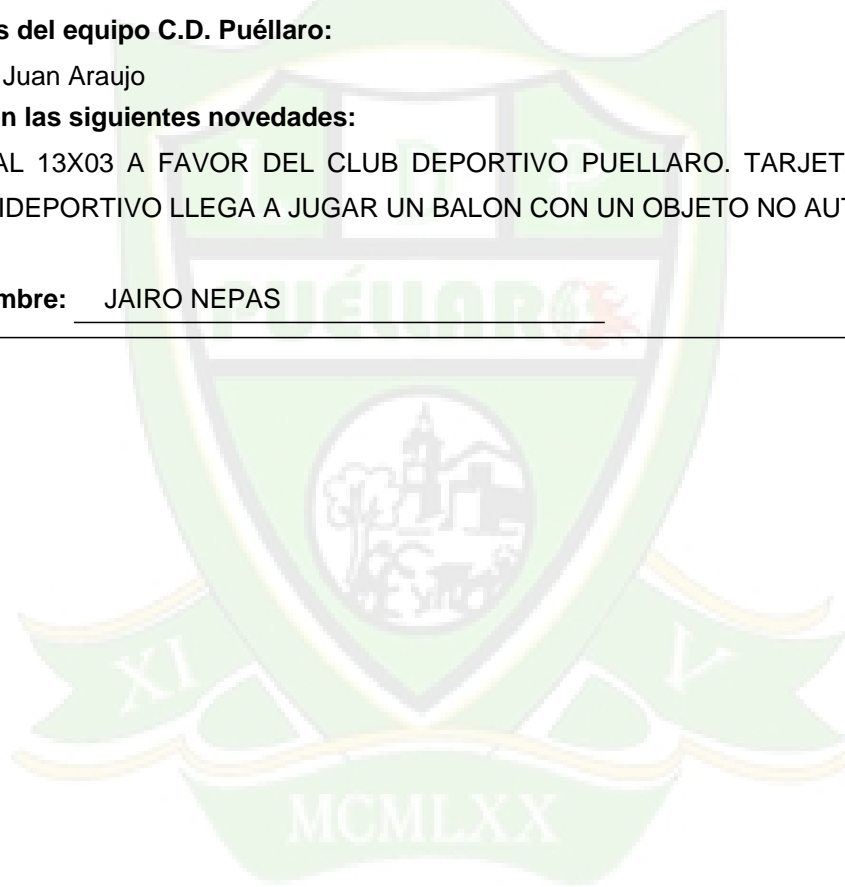 s del equipo C.D. Puéllaro:
Juan Araujo
n las siguientes novedades:
AL 13X03 A FAVOR DEL CLUB DEPORTIVO PUELLARO. TARJET
IDEPORTIVO LLEGA A JUGAR UN BALON CON UN OBJETO NO AUT
mbre: JAIRO NEPAS
L D P
PUÉLLARO
XI V
MCMLXX